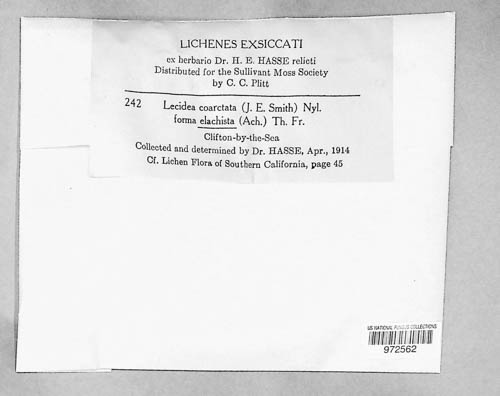 LICHENES EXSICCATI
ex herbario Dr. H. E. HASSE relicti
Distributed for the Sullivant Moss Society
by C. C. Plitt
242 Lecidea coarctata (J. E. Smith) Nyl.
forma elachista (Ach.) Th. Fr.
Clifton-by-the-Sea
Collected and determined by Dr. HASSE, Apr., 1914
Cf. Lichen Flora of Southern California, page 45
US NATIONAL FUNGUS COLLECTIONS
972562